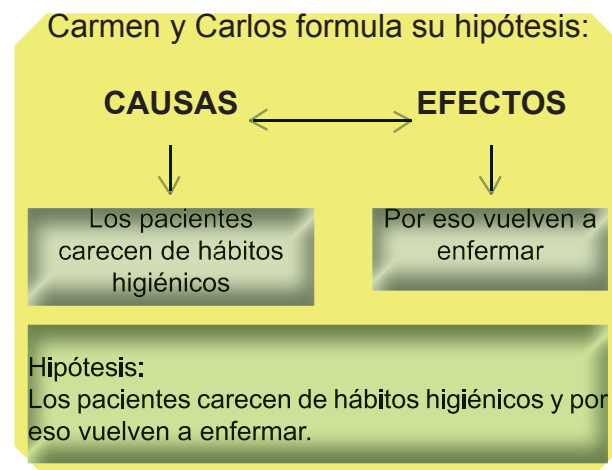 Carmen y Carlos formula su hipótesis:
CAUSAS EFECTOS
Los pacientes
carecen de hábitos
higiénicos
Por eso vuelven a
enfermar
Hipótesis:
Los pacientes carecen de hábitos higiénicos y por
eso vuelven a enfermar.